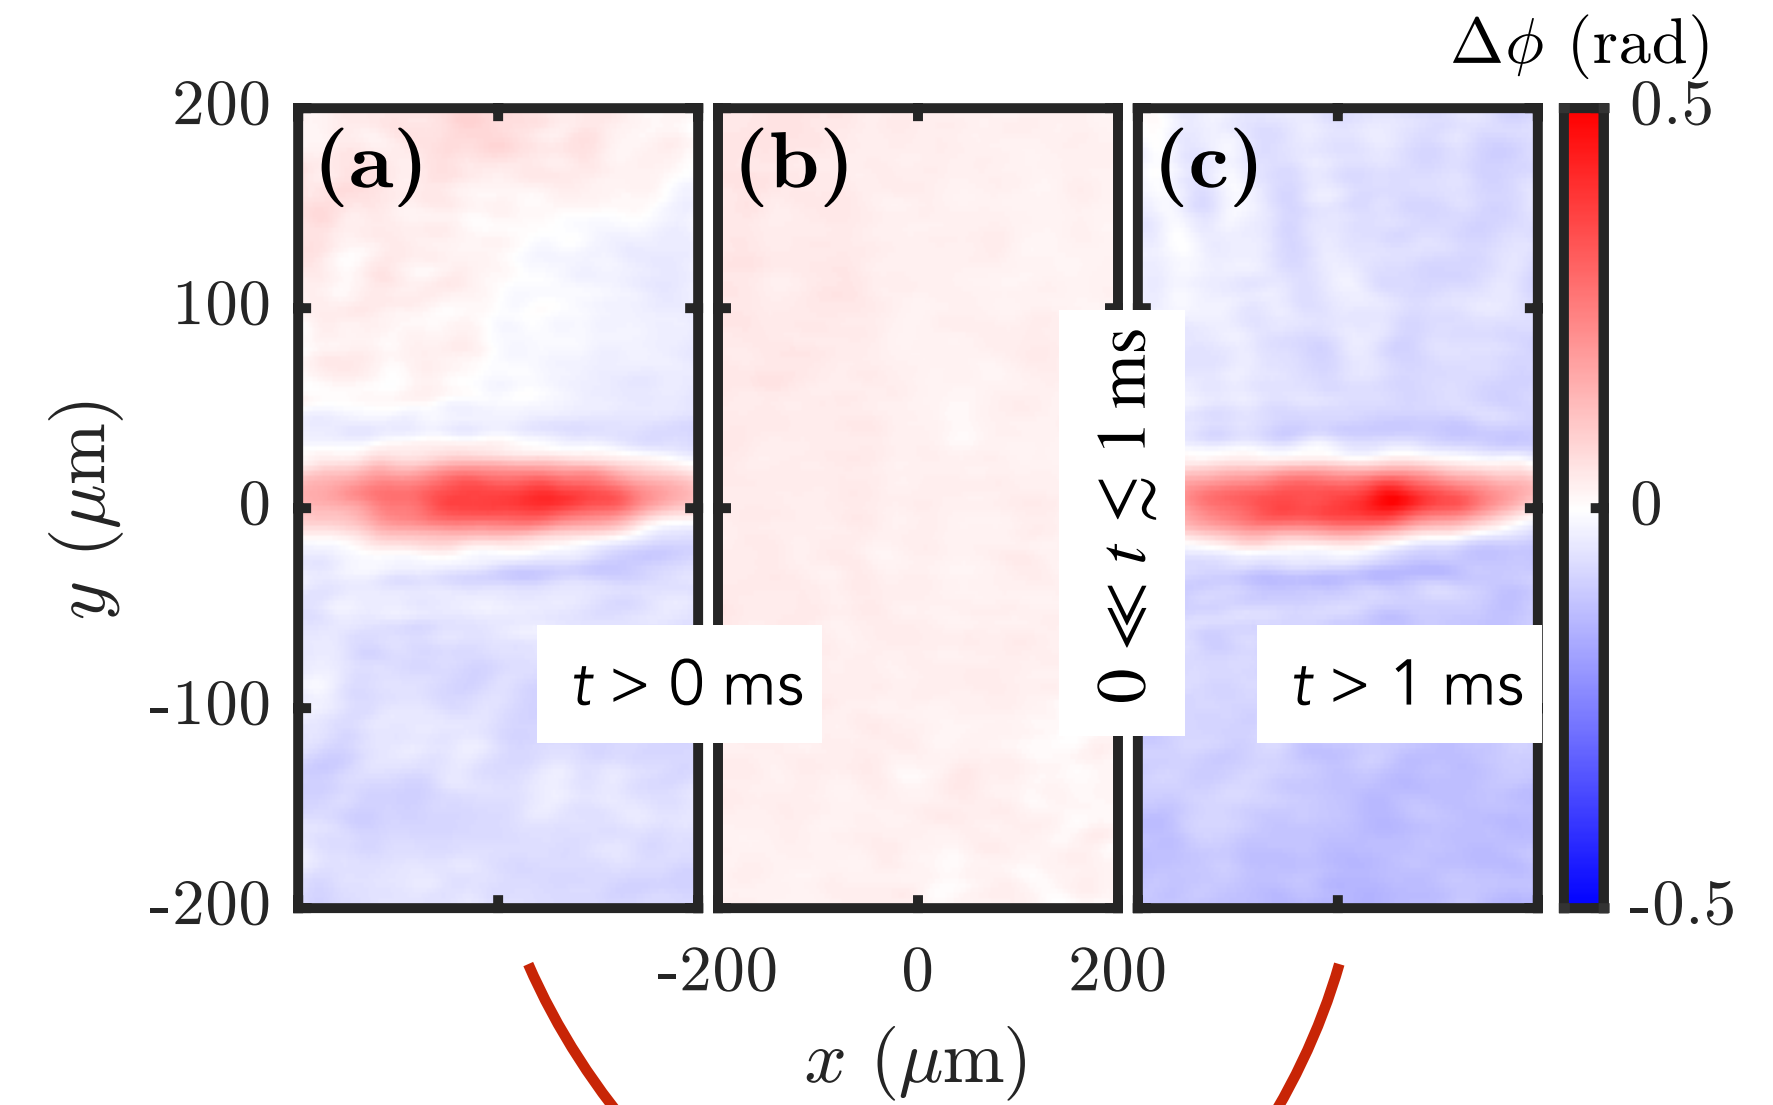 Δϕ (rad)
200
100
0
-100
-200
y (μm)
(a)
(b)
(c)
t > 0 ms
0 ≪ t ≲ 1 ms
t > 1 ms
0.5
0
-0.5
-200 0 200
x (μm)